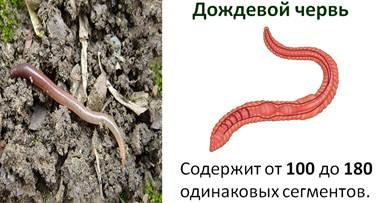 Дождевой червь
Содержит от 100 до 180
одинаковых сегментов.